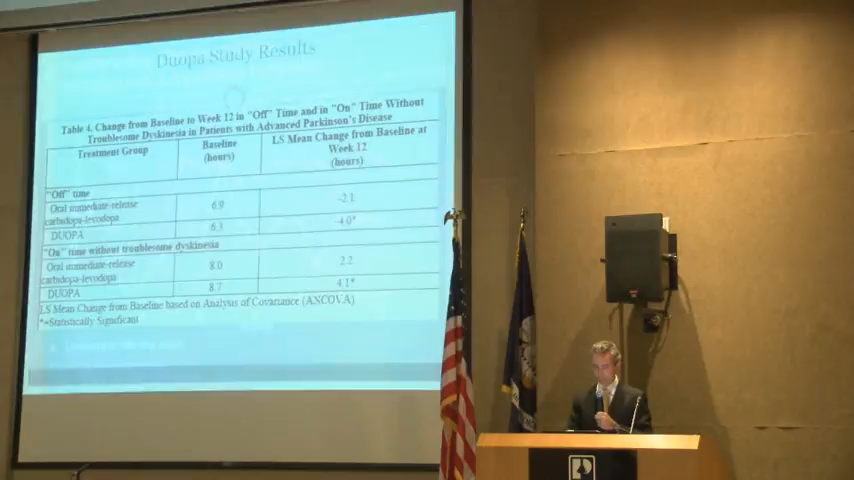 Duopa Study Results
Table 4. Change from Baseline to Week 12 in "Off" Time and in "On" Time Without
Troublesome Dyskinesia in Patients with Advanced Parkinson's Disease
Treatment Group
Baseline
(hours)
LS Mean Change from Baseline at
Week 12
(hours)
"Off" time
Oral immediate-release
carbidopa-levodopa
6.9
-2.1
DUOPA
6.3
-4.0*
"On" time without troublesome dyskinesia
Oral immediate-release
carbidopa-levodopa
8.0
2.2
DUOPA
8.7
4.1*
LS Mean Change from Baseline based on Analysis of Covariance (ANCOVA)
*=Statistically Significant